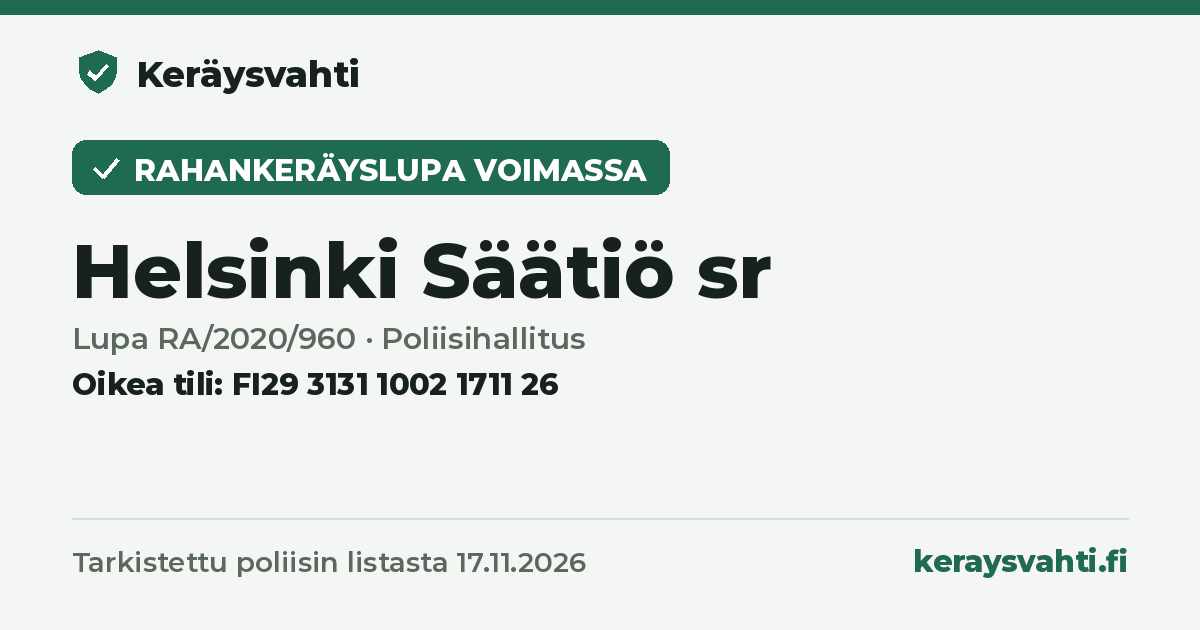 Keräysvahti
RAHANKERÄYSLUPA VOIMASSA
Helsinki Säätiö sr
Lupa RA/2020/960 · Poliisihallitus
Oikea tili: FI29 3131 1002 1711 26
Tarkistettu poliisin listasta 17.11.2026
keraysvahti.fi